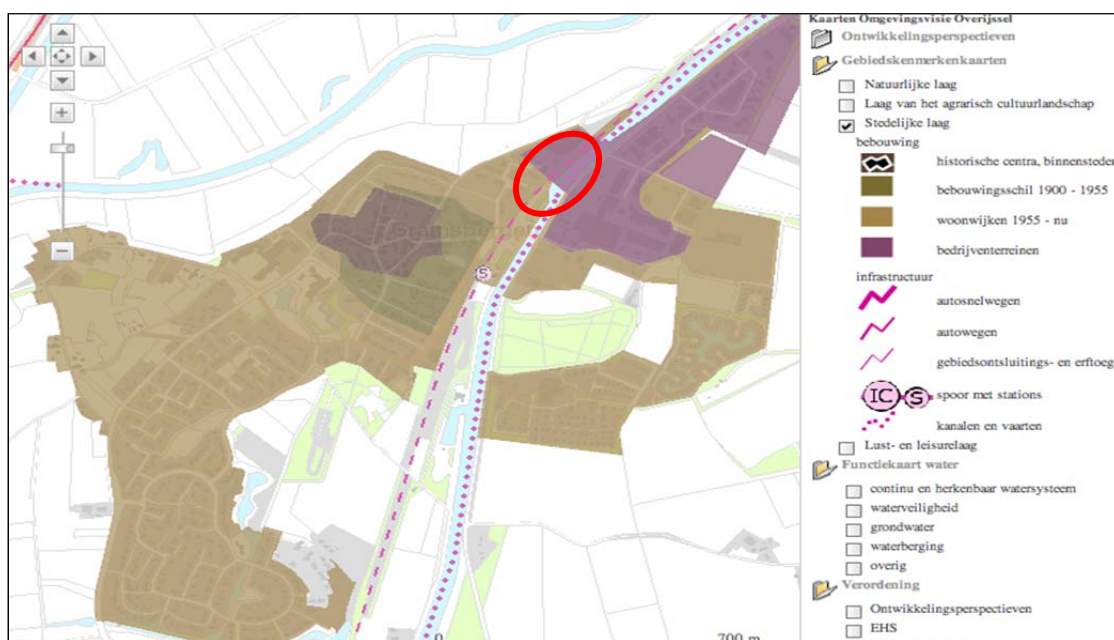 Kaarten Omgevingsvisie Overijssel
Ontwikkelingsperspectieven
Gebiedskenmerkenkaarten
Natuurlijke laag
Laag van het agrarisch cultuurlandschap
Stedelijke laag
bebouwing
historische centra, binnensteden
bebouwingsschil 1900 - 1955
woonwijken 1955 - nu
bedrijventerreinen
infrastructuur
autosnelwegen
autowegen
gebiedsontsluitings- en erftoeg
IC S spoor met stations
kanalen en vaarten
Lust- en leisurelaag
Functiekaart water
continu en herkenbaar watersysteem
waterveiligheid
grondwater
waterberging
overig
Verordening
Ontwikkelingsperspectieven
EHS
Gramsbergen
S
0 700 m